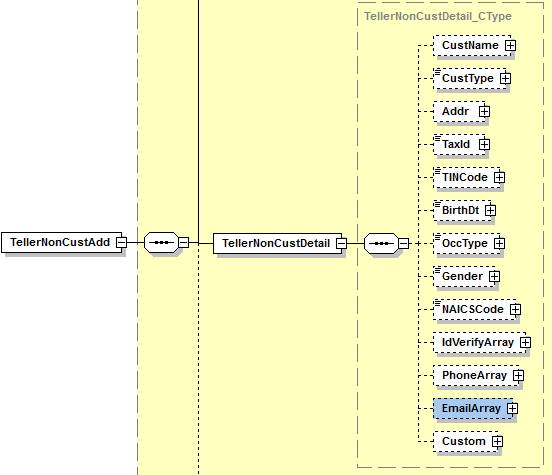 TellerNonCustDetail_CType
CustName
CustType
Addr
TaxId
TINCode
BirthDt
TellerNonCustAdd
TellerNonCustDetail
OccType
Gender
NAICSCode
IdVerifyArray
PhoneArray
EmailArray
Custom